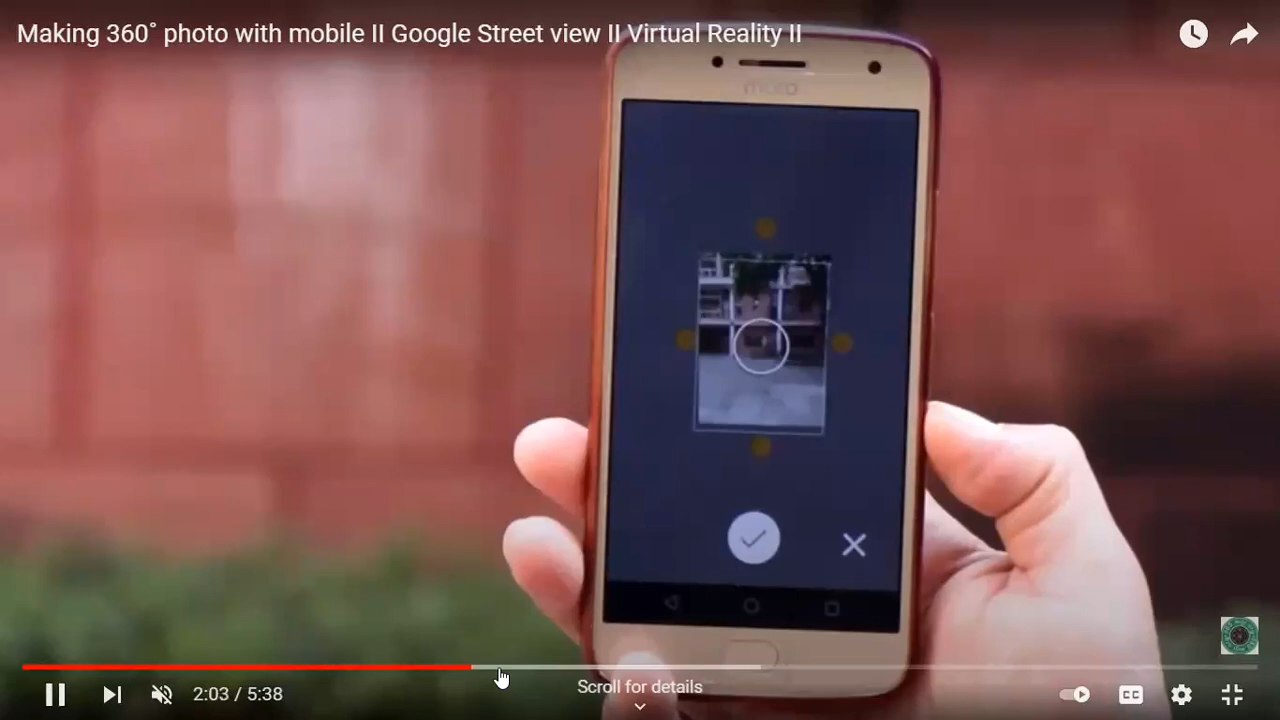 Making 360˚ photo with mobile II Google Street view II Virtual Reality II
moto
2:03 / 5:38
Scroll for details
CC